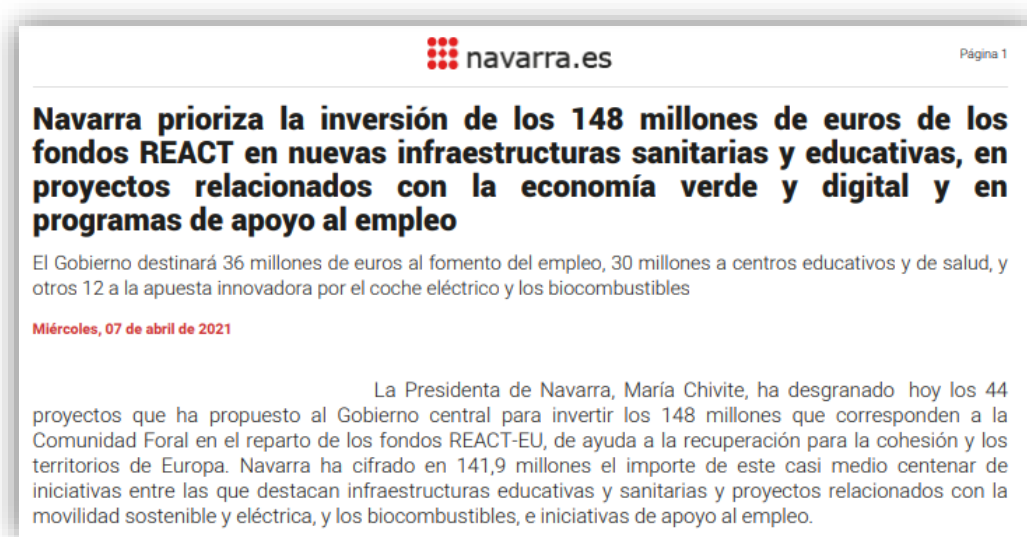 navarra.es
Página 1
Navarra prioriza la inversión de los 148 millones de euros de los
fondos REACT en nuevas infraestructuras sanitarias y educativas, en
proyectos relacionados con la economía verde y digital y en
programas de apoyo al empleo
El Gobierno destinará 36 millones de euros al fomento del empleo, 30 millones a centros educativos y de salud, y
otros 12 a la apuesta innovadora por el coche eléctrico y los biocombustibles
Miércoles, 07 de abril de 2021
La Presidenta de Navarra, María Chivite, ha desgranado hoy los 44
proyectos que ha propuesto al Gobierno central para invertir los 148 millones que corresponden a la
Comunidad Foral en el reparto de los fondos REACT-EU, de ayuda a la recuperación para la cohesión y los
territorios de Europa. Navarra ha cifrado en 141,9 millones el importe de este casi medio centenar de
iniciativas entre las que destacan infraestructuras educativas y sanitarias y proyectos relacionados con la
movilidad sostenible y eléctrica, y los biocombustibles, e iniciativas de apoyo al empleo.